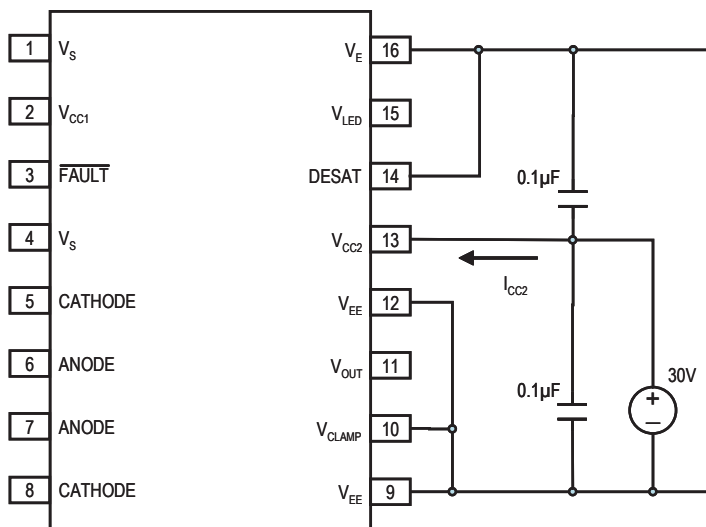 1 V_S V_E 16
2 V_CC1 V_LED 15
3 FAULT DESAT 14
0.1µF
4 V_S V_CC2 13
I_CC2
5 CATHODE V_EE 12
6 ANODE V_OUT 11
30V
0.1µF
+
–
7 ANODE V_CLAMP 10
8 CATHODE V_EE 9